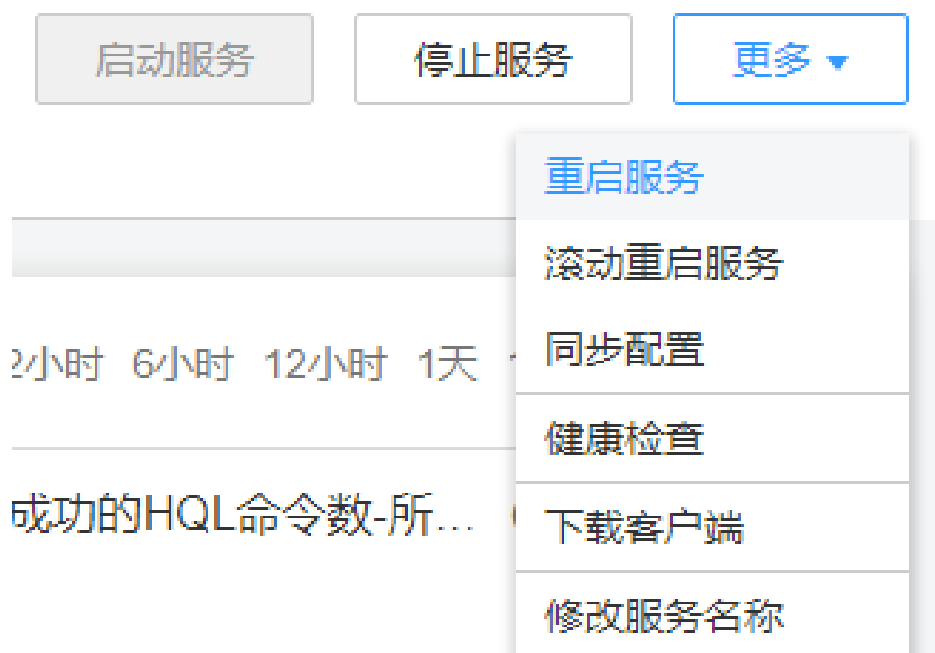 启动服务 停止服务 更多
重启服务
滚动重启服务
同步配置
2小时 6小时 12小时 1天
健康检查
成功的HQL命令数-所...
下载客户端
修改服务名称